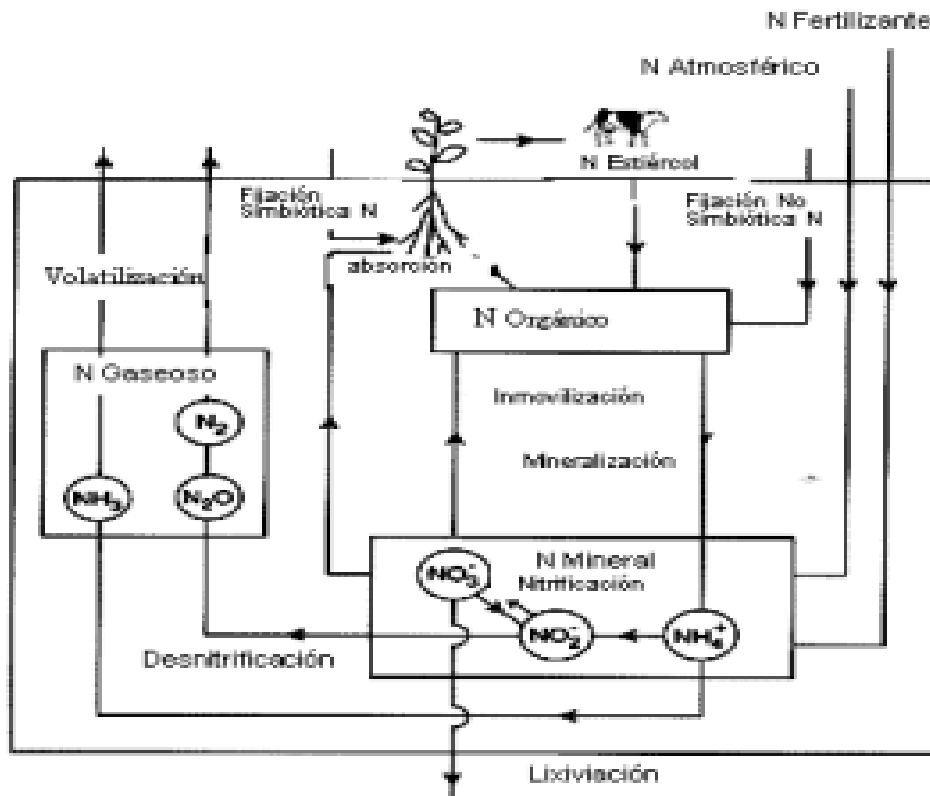 N Fertilizante
N Atmosférico
N Estiércol
Fijación
Simbiótica N
Fijación No
Simbiótica N
absorción
Volatilización
N Orgánico
N Gaseoso
Inmovilización
N₂
Mineralización
NH₃
N₂O
N Mineral
NO₃⁻
Nitrificación
NO₂⁻
NH₄⁺
Desnitrificación
Lixiviación